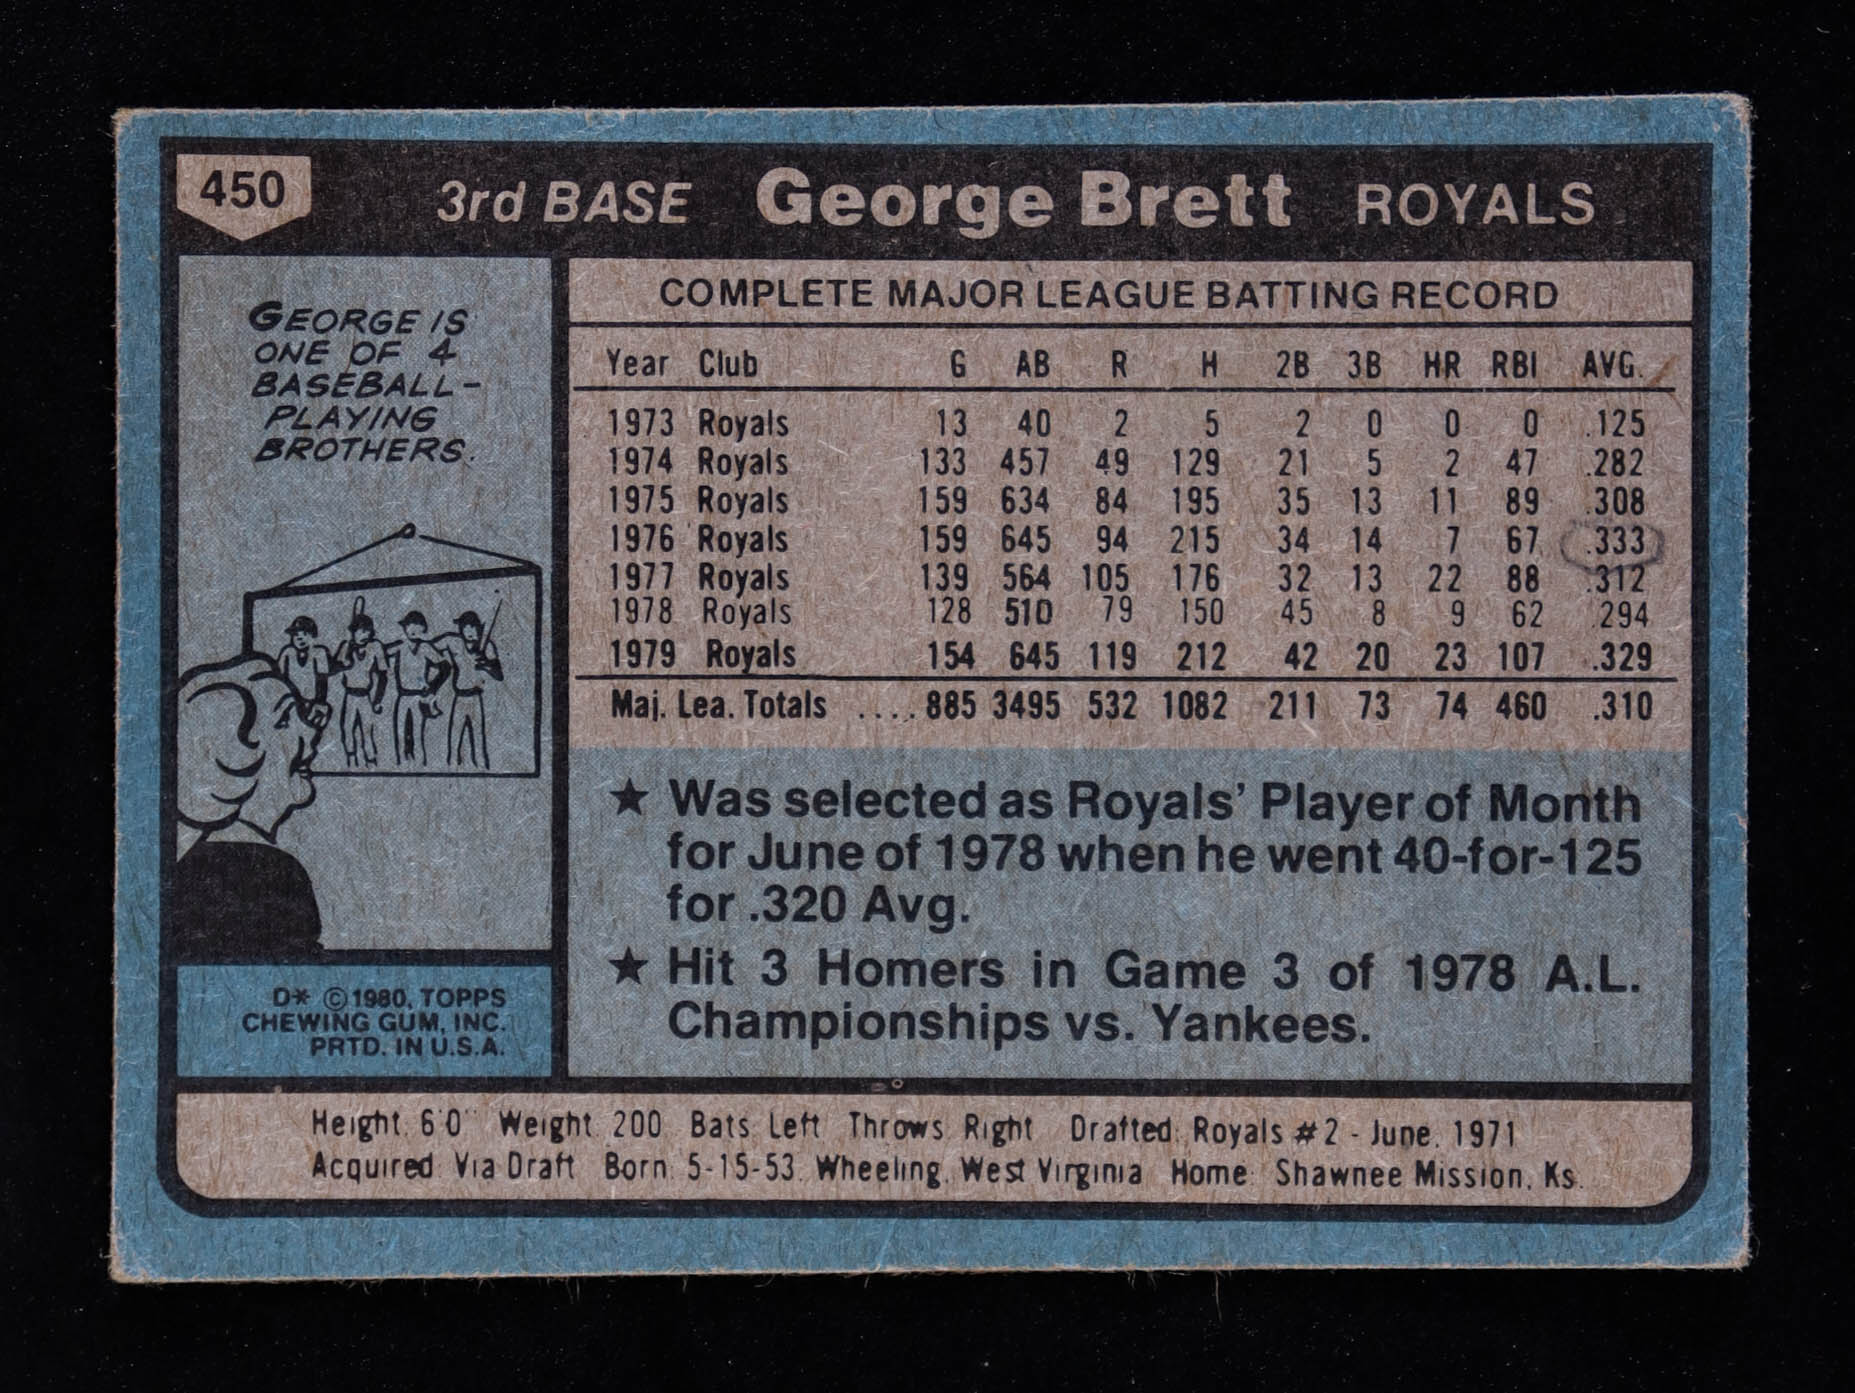 450 3rd BASE George Brett ROYALS
GEORGE IS
ONE OF 4
BASEBALL-
PLAYING
BROTHERS.
D* © 1980, TOPPS
CHEWING GUM, INC.
PRTD. IN U.S.A.
COMPLETE MAJOR LEAGUE BATTING RECORD
Year Club G AB R H 2B 3B HR RBI AVG.
1973 Royals 13 40 2 5 2 0 0 0 .125
1974 Royals 133 457 49 129 21 5 2 47 .282
1975 Royals 159 634 84 195 35 13 11 89 .308
1976 Royals 159 645 94 215 34 14 7 67 .333
1977 Royals 139 564 105 176 32 13 22 88 .312
1978 Royals 128 510 79 150 45 8 9 62 .294
1979 Royals 154 645 119 212 42 20 23 107 .329
Maj. Lea. Totals .... 885 3495 532 1082 211 73 74 460 .310
★ Was selected as Royals' Player of Month
for June of 1978 when he went 40-for-125
for .320 Avg.
★ Hit 3 Homers in Game 3 of 1978 A.L.
Championships vs. Yankees.
Height: 6'0" Weight: 200 Bats: Left Throws: Right Drafted: Royals #2 - June, 1971
Acquired: Via Draft Born: 5-15-53, Wheeling, West Virginia Home: Shawnee Mission, Ks.